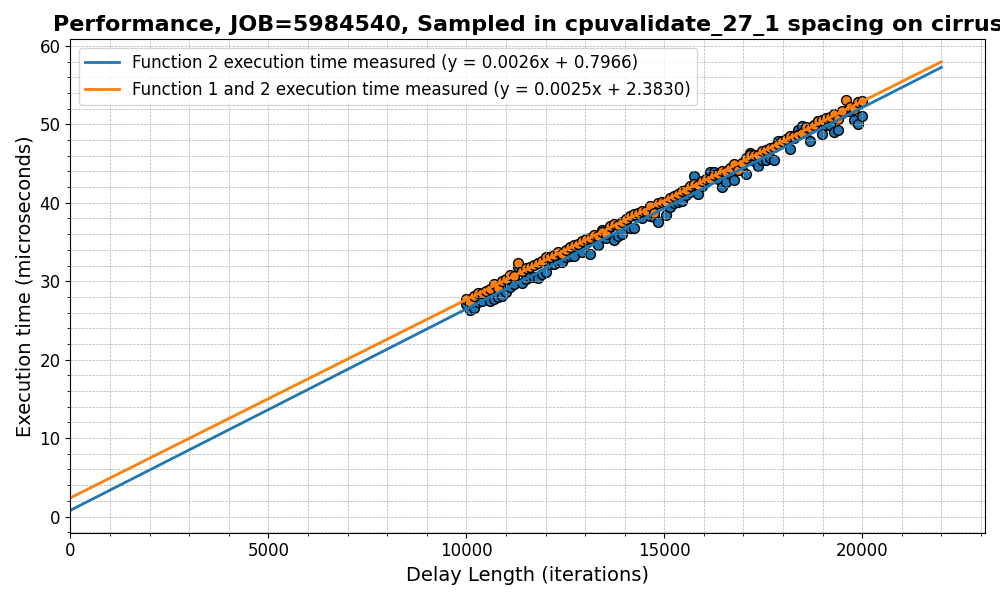 Performance, JOB=5984540, Sampled in cpuvalidate_27_1 spacing on cirrus
Function 2 execution time measured (y = 0.0026x + 0.7966)
Function 1 and 2 execution time measured (y = 0.0025x + 2.3830)
Execution time (microseconds)
60
50
40
30
20
10
0
0 5000 10000 15000 20000
Delay Length (iterations)